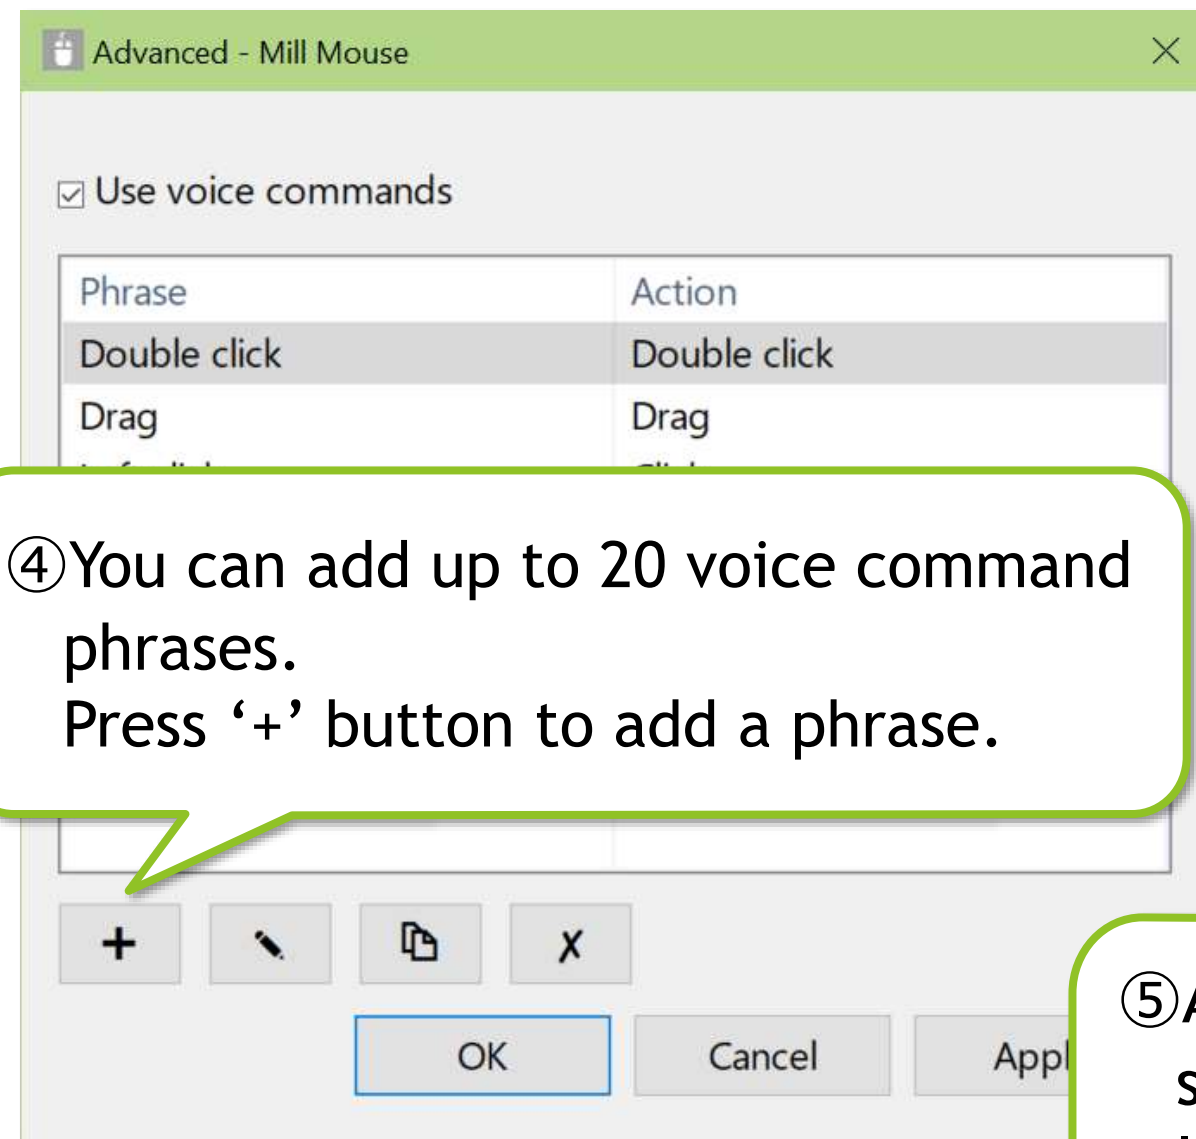 Advanced - Mill Mouse
Use voice commands
Phrase Action
Double click Double click
Drag Drag
④You can add up to 20 voice command
phrases.
Press ‘+’ button to add a phrase.
OK Cancel
⑤